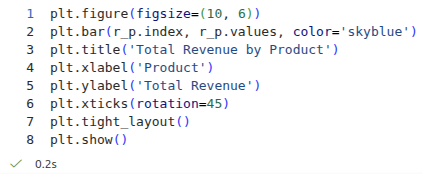 1 plt.figure(figsize=(10, 6))
2 plt.bar(r_p.index, r_p.values, color='skyblue')
3 plt.title('Total Revenue by Product')
4 plt.xlabel('Product')
5 plt.ylabel('Total Revenue')
6 plt.xticks(rotation=45)
7 plt.tight_layout()
8 plt.show()
0.2s